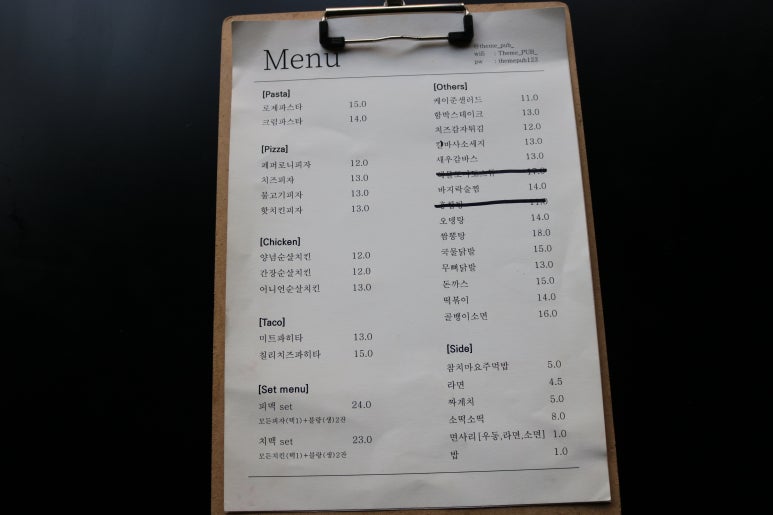 Menu
@theme_pub_
wifi : Theme_PUB_
pw : themepub123
[Pasta]
로제파스타 15.0
크림파스타 14.0
[Pizza]
페퍼로니피자 12.0
치즈피자 13.0
불고기피자 13.0
핫치킨피자 13.0
[Chicken]
양념순살치킨 12.0
간장순살치킨 12.0
어니언순살치킨 13.0
[Taco]
미트파히타 13.0
칠리치즈파히타 15.0
[Set menu]
피맥 set 24.0
모든피자(택1)+블랑(생)2잔
치맥 set 23.0
모든치킨(택1)+블랑(생)2잔
[Others]
케이준샐러드 11.0
함박스테이크 13.0
치즈감자튀김 12.0
깐바사소세지 13.0
새우감바스 13.0
17.0
바지락술찜 14.0
11.0
오뎅탕 14.0
짬뽕탕 18.0
국물닭발 15.0
무뼈닭발 13.0
돈까스 15.0
떡볶이 14.0
골뱅이소면 16.0
[Side]
참치마요주먹밥 5.0
라면 4.5
짜게치 5.0
소떡소떡 8.0
면사리[우동,라면,소면] 1.0
밥 1.0